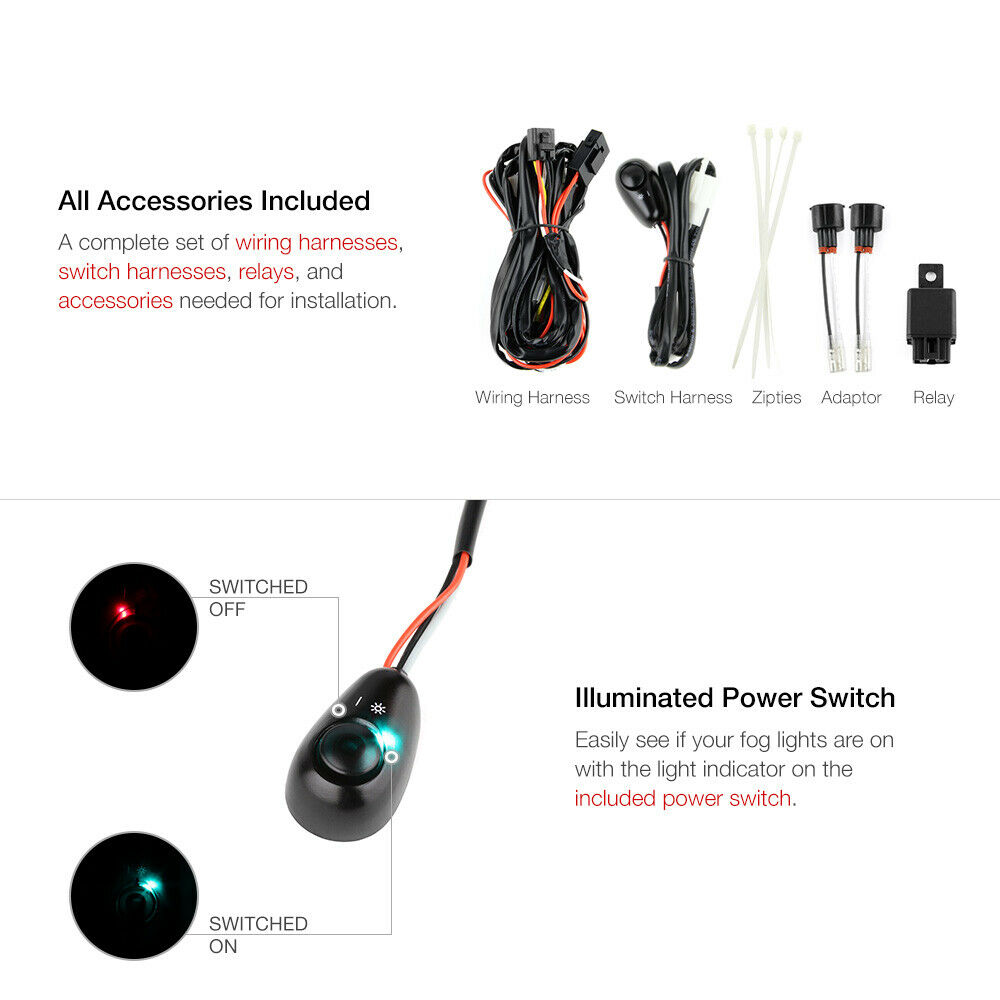 All Accessories Included
A complete set of wiring harnesses,
switch harnesses, relays, and
accessories needed for installation.
Wiring Harness
Switch Harness
Zipties
Adaptor
Relay
SWITCHED
OFF
Illuminated Power Switch
Easily see if your fog lights are on
with the light indicator on the
included power switch.
SWITCHED
ON